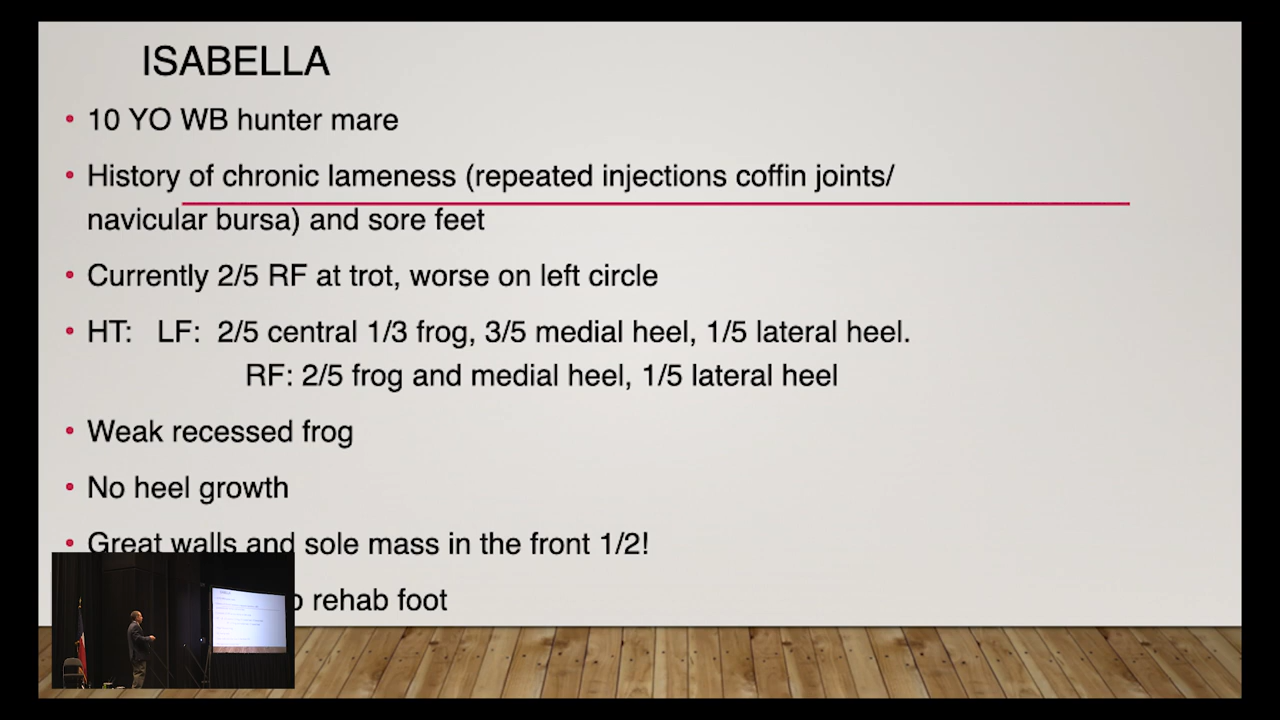 ISABELLA
• 10 YO WB hunter mare
• History of chronic lameness (repeated injections coffin joints/
navicular bursa) and sore feet
• Currently 2/5 RF at trot, worse on left circle
• HT: LF: 2/5 central 1/3 frog, 3/5 medial heel, 1/5 lateral heel.
RF: 2/5 frog and medial heel, 1/5 lateral heel
• Weak recessed frog
• No heel growth
• Great walls and sole mass in the front 1/2!
rehab foot